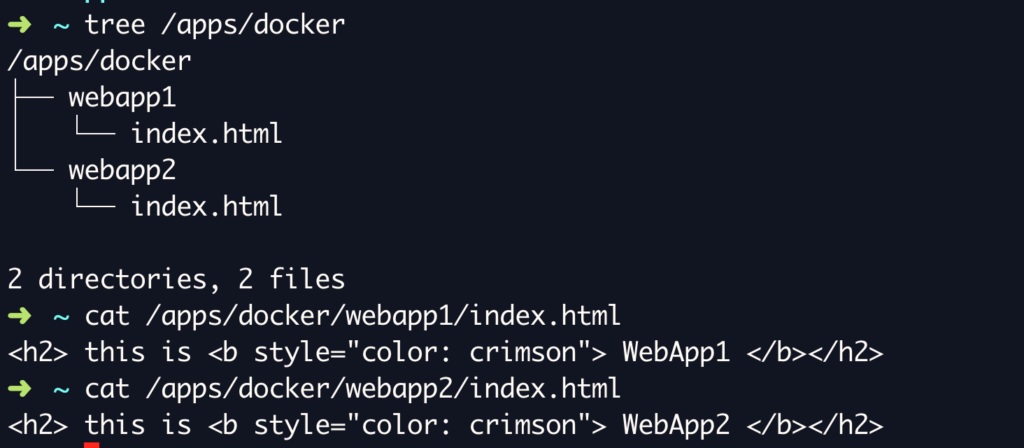 ➜ ~ tree /apps/docker
/apps/docker
├── webapp1
│   └── index.html
└── webapp2
    └── index.html

2 directories, 2 files
➜ ~ cat /apps/docker/webapp1/index.html
<h2> this is <b style="color: crimson"> WebApp1 </b></h2>
➜ ~ cat /apps/docker/webapp2/index.html
<h2> this is <b style="color: crimson"> WebApp2 </b></h2>